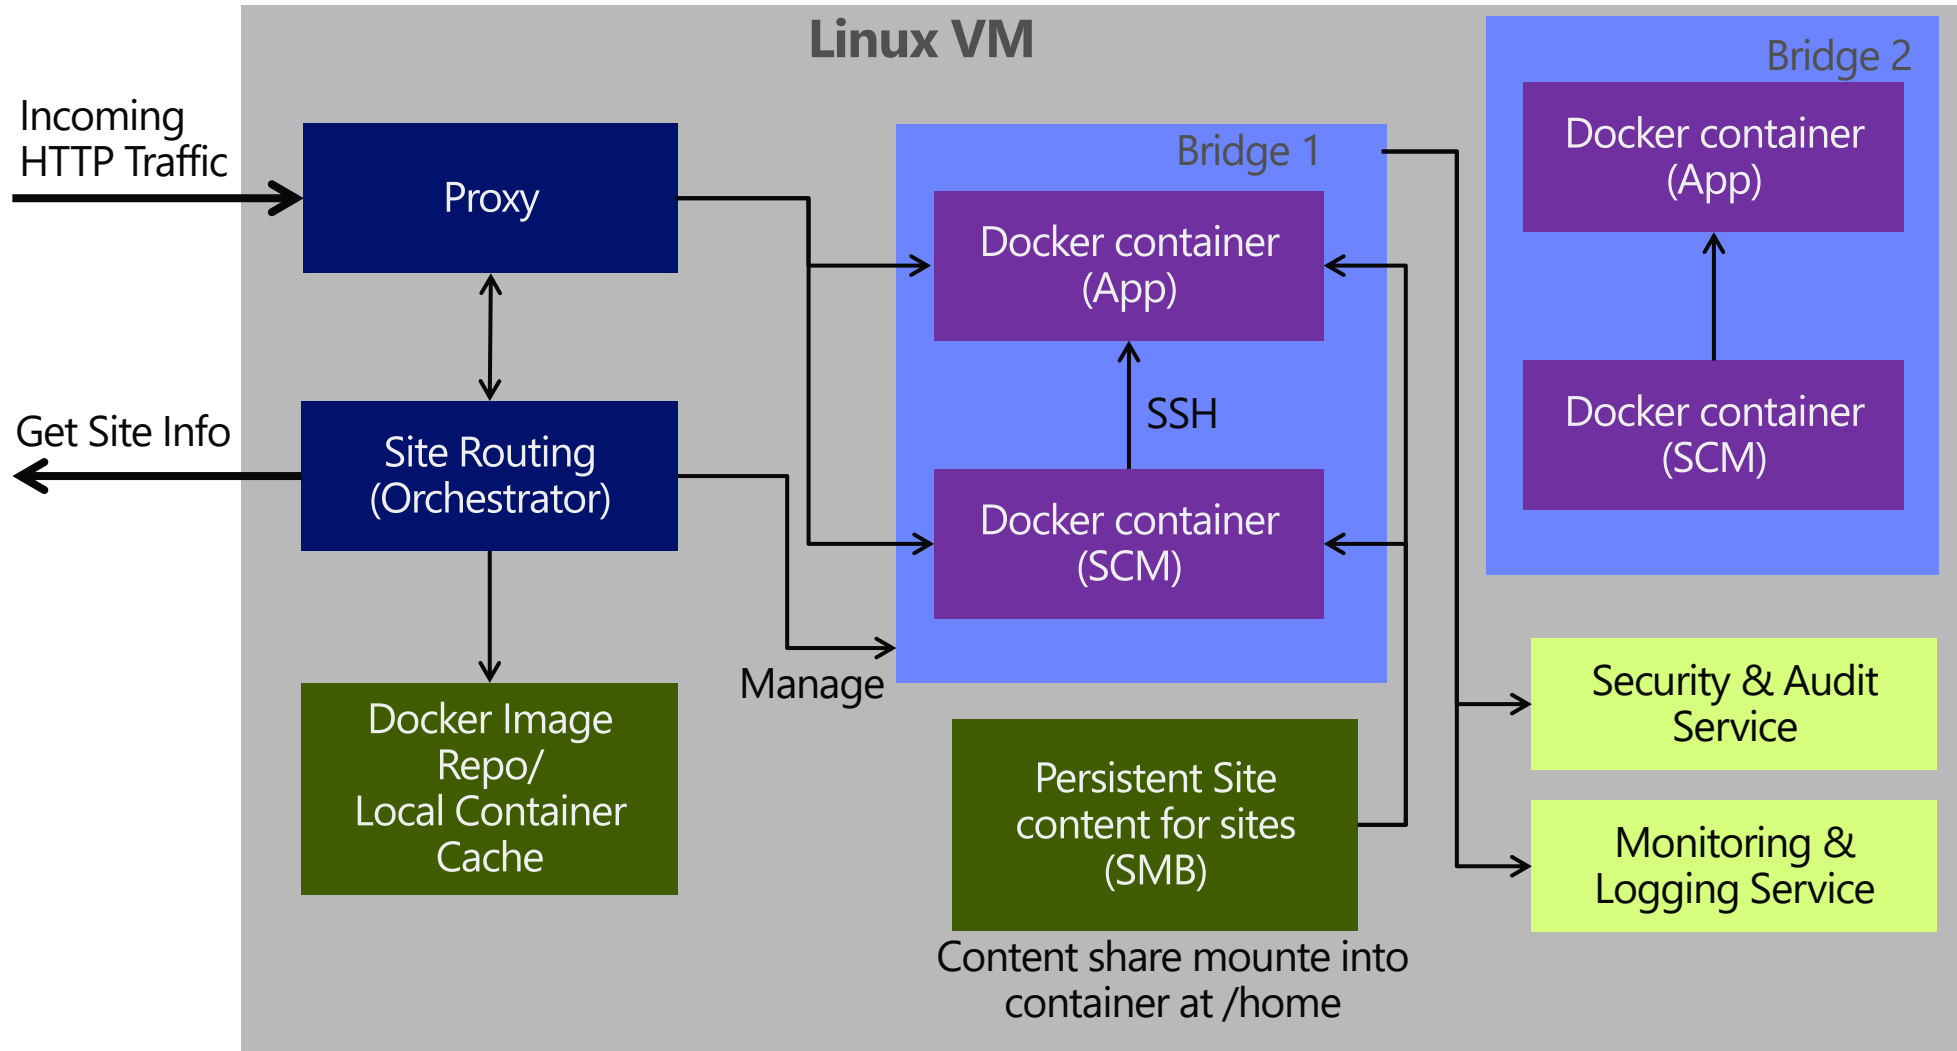 Linux VM
Incoming
HTTP Traffic
Proxy
Get Site Info
Site Routing
(Orchestrator)
Docker Image
Repo/
Local Container
Cache
Manage
Bridge 1
Docker container
(App)
SSH
Docker container
(SCM)
Persistent Site
content for sites
(SMB)
Content share mounte into
container at /home
Bridge 2
Docker container
(App)
Docker container
(SCM)
Security & Audit
Service
Monitoring &
Logging Service